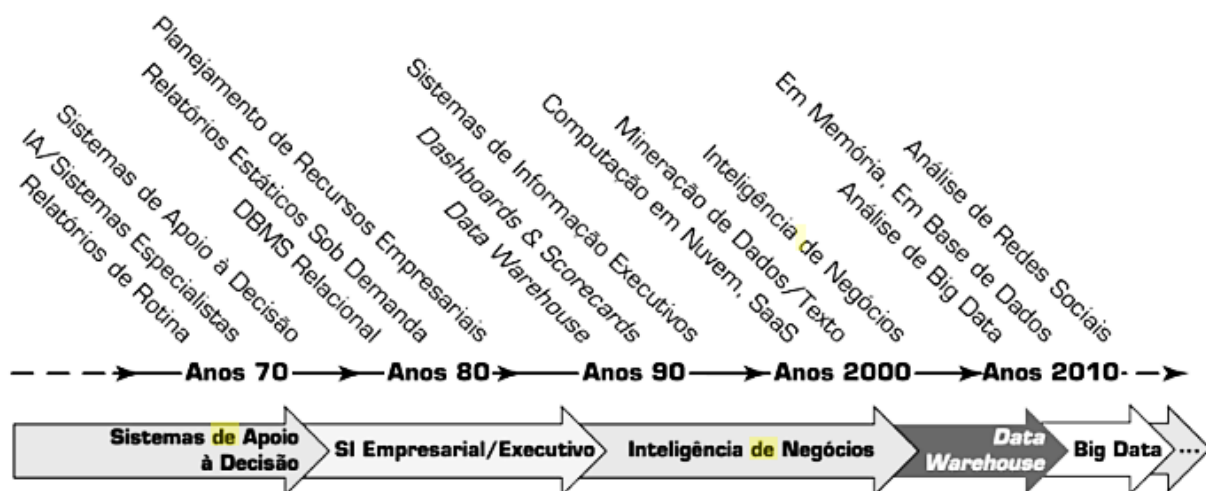 Relatórios de Rotina
IA/Sistemas Especialistas
Sistemas de Apoio à Decisão
DBMS Relacional
Relatórios Estáticos Sob Demanda
Planejamento de Recursos Empresariais
Data Warehouse
Dashboards & Scorecards
Sistemas de Informação Executivos
Computação em Nuvem, SaaS
Mineração de Dados/Texto
Inteligência de Negócios
Análise de Big Data
Em Memória, Em Base de Dados
Análise de Redes Sociais
Anos 70
Anos 80
Anos 90
Anos 2000
Anos 2010
Sistemas de Apoio
à Decisão
SI Empresarial/Executivo
Inteligência de Negócios
Data
Warehouse
Big Data
...